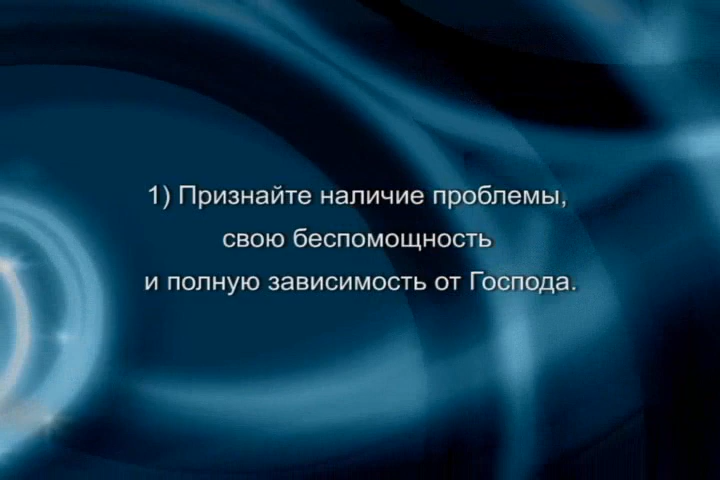 1) Признайте наличие проблемы,
свою беспомощность
и полную зависимость от Господа.